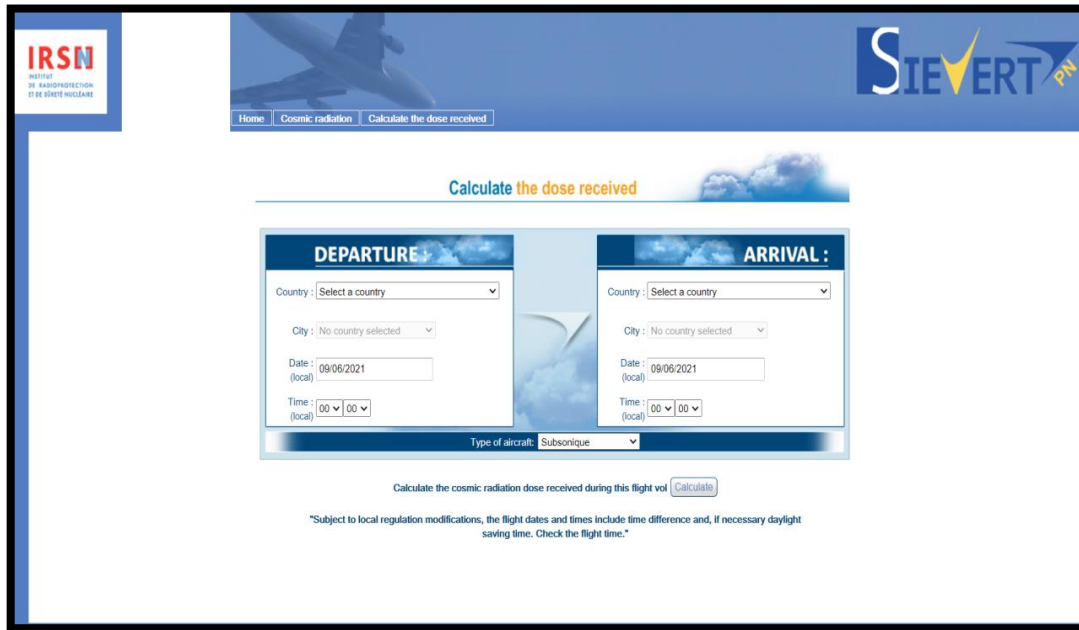 IRSN
INSTITUT
DE RADIOPROTECTION
ET DE SÛRETÉ NUCLÉAIRE
SIEVERT PN
Home Cosmic radiation Calculate the dose received
Calculate the dose received
DEPARTURE :
Country : Select a country
City : No country selected
Date : 09/06/2021
(local)
Time : 00 00
(local)
ARRIVAL :
Country : Select a country
City : No country selected
Date : 09/06/2021
(local)
Time : 00 00
(local)
Type of aircraft: Subsonique
Calculate the cosmic radiation dose received during this flight vol Calculate
"Subject to local regulation modifications, the flight dates and times include time difference and, if necessary daylight
saving time. Check the flight time."